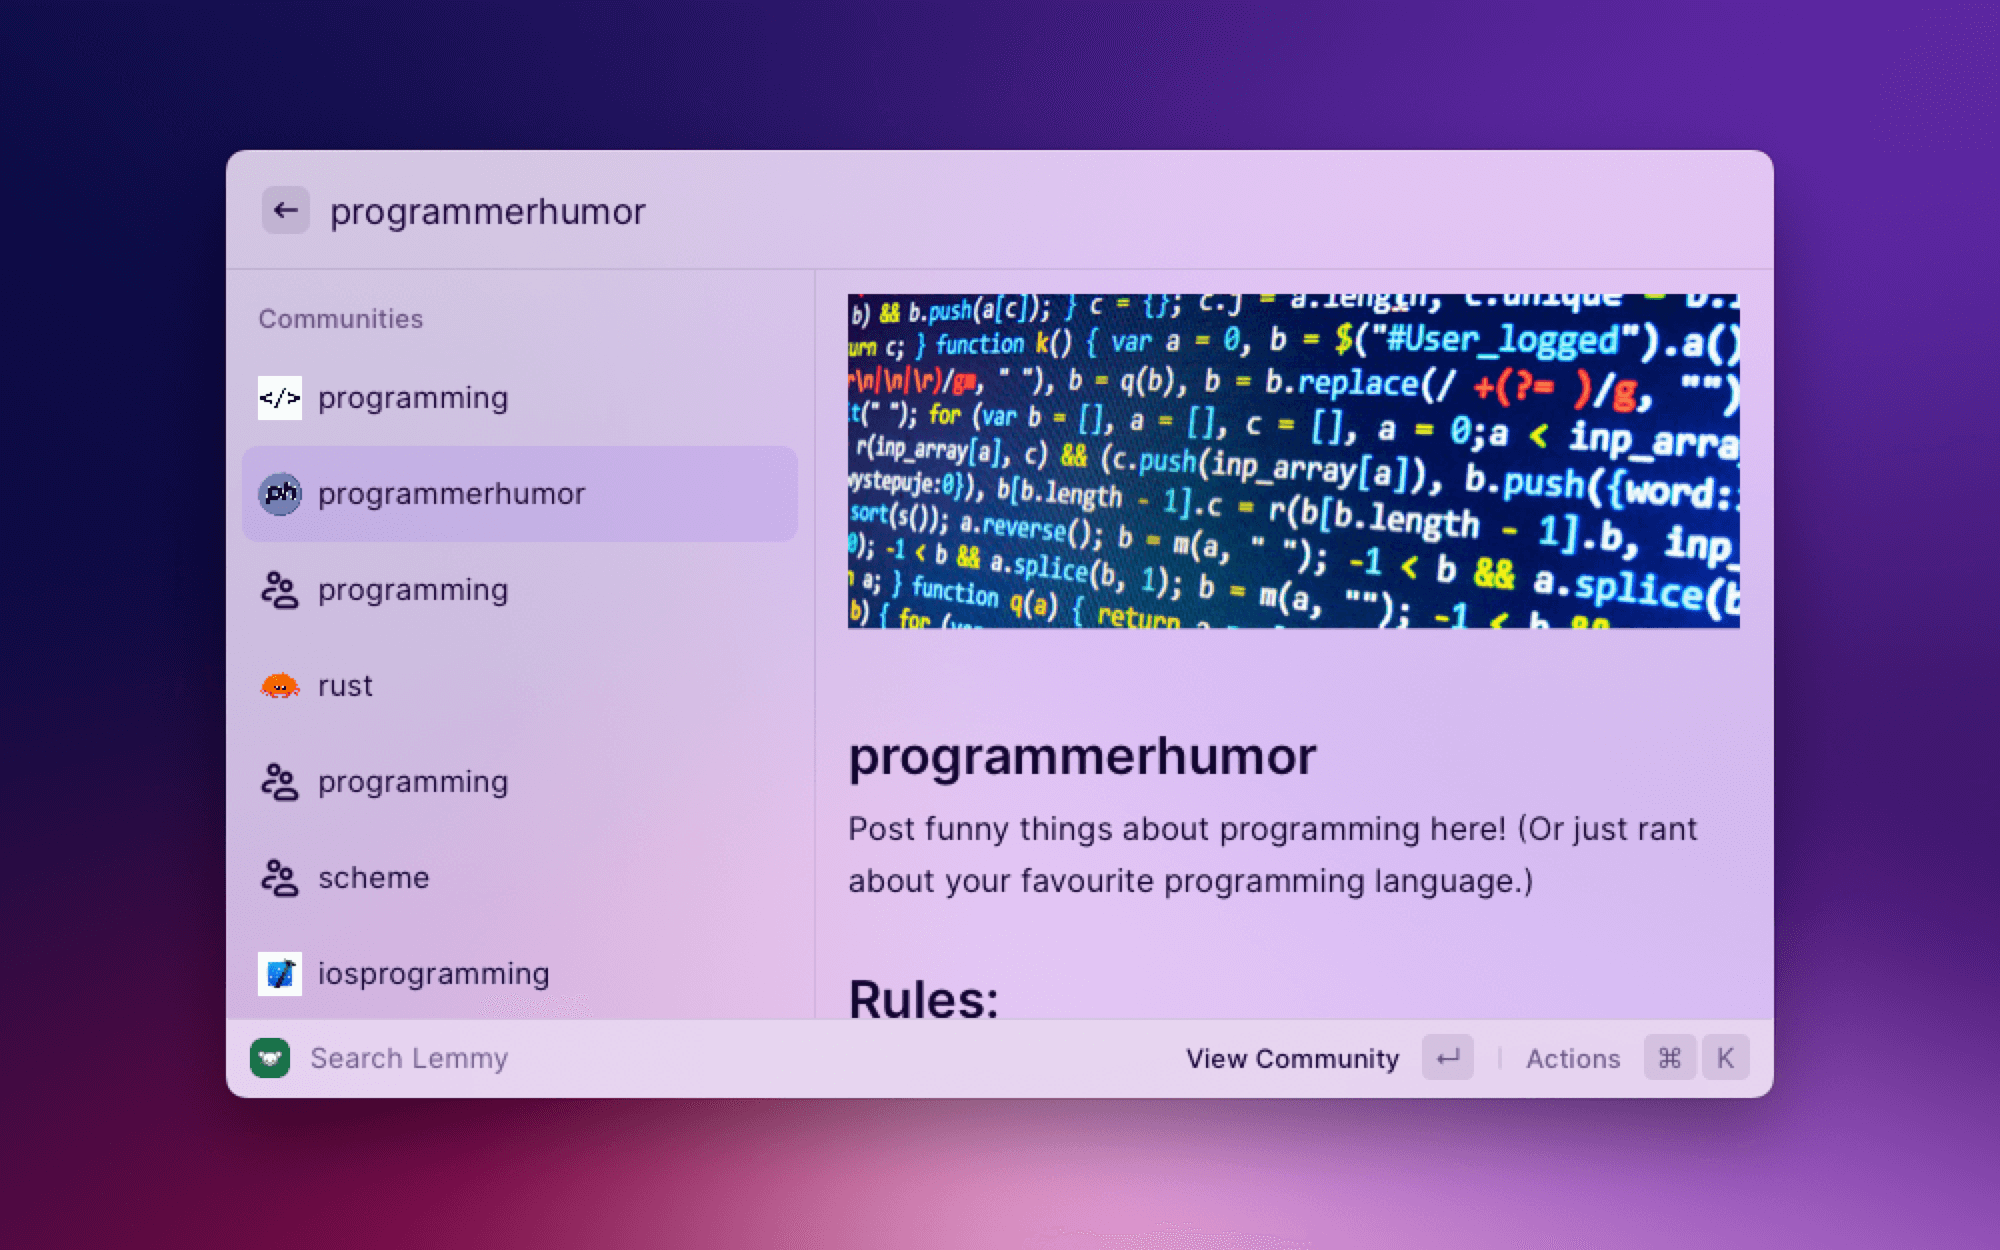 programmerhumor
Communities
</> programming
ph programmerhumor
programming
rust
programming
scheme
iosprogramming
b) && b.push(a[c]); } c = {}; c.j = a.length, c.unique = b.
urn c; } function k() { var a = 0, b = $("#User_logged").a()
r\n|\n|\r)/gm, " "), b = q(b), b = b.replace(/ +(?= )/g, "")
t(" "); for (var b = [], a = [], c = [], a = 0;a < inp_arra
r(inp_array[a], c) && (c.push(inp_array[a]), b.push({word:
wystepuje:0}), b[b.length - 1].c = r(b[b.length - 1].b, inp_
sort(s()); a.reverse(); b = m(a, " "); -1 < b && a.splice(b
0); -1 < b && a.splice(b, 1); b = m(a, ""); -1 < b &&
n a; } function q(a) { return a
b) { for (var
programmerhumor
Post funny things about programming here! (Or just rant
about your favourite programming language.)
Rules:
Search Lemmy
View Community ↵ Actions ⌘ K